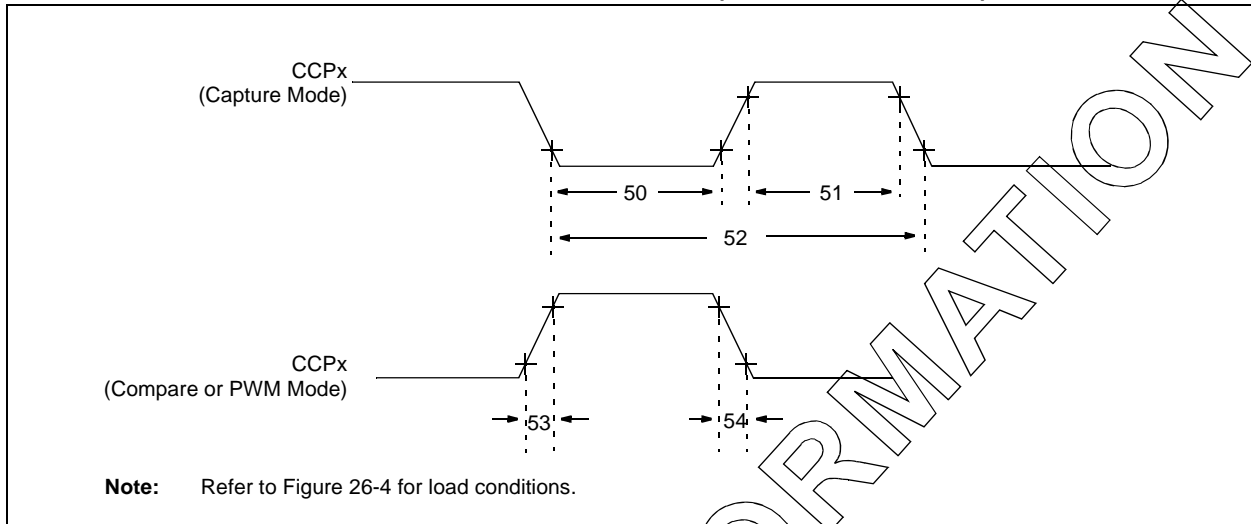 CCPx
(Capture Mode)
50
51
52
CCPx
(Compare or PWM Mode)
53
54
Note: Refer to Figure 26-4 for load conditions.